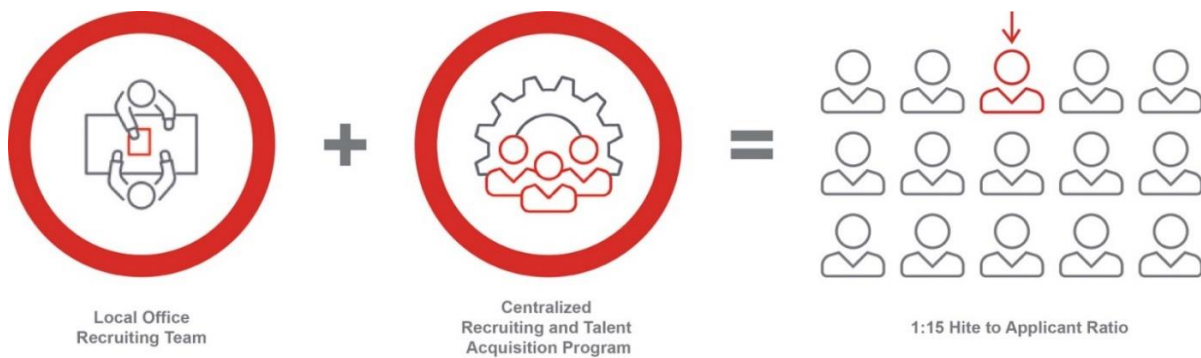 Local Office
Recruiting Team
+
Centralized
Recruiting and Talent
Acquisition Program
=
1:15 Hite to Applicant Ratio